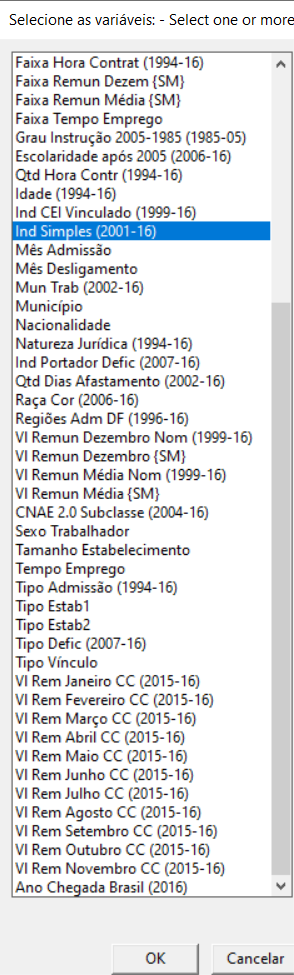 Selecione as variáveis: - Select one or more
Faixa Hora Contrat (1994-16)
Faixa Remun Dezem {SM}
Faixa Remun Média {SM}
Faixa Tempo Emprego
Grau Instrução 2005-1985 (1985-05)
Escolaridade após 2005 (2006-16)
Qtd Hora Contr (1994-16)
Idade (1994-16)
Ind CEI Vinculado (1999-16)
Ind Simples (2001-16)
Mês Admissão
Mês Desligamento
Mun Trab (2002-16)
Município
Nacionalidade
Natureza Jurídica (1994-16)
Ind Portador Defic (2007-16)
Qtd Dias Afastamento (2002-16)
Raça Cor (2006-16)
Regiões Adm DF (1996-16)
Vl Remun Dezembro Nom (1999-16)
Vl Remun Dezembro {SM}
Vl Remun Média Nom (1999-16)
Vl Remun Média {SM}
CNAE 2.0 Subclasse (2004-16)
Sexo Trabalhador
Tamanho Estabelecimento
Tempo Emprego
Tipo Admissão (1994-16)
Tipo Estab1
Tipo Estab2
Tipo Defic (2007-16)
Tipo Vínculo
Vl Rem Janeiro CC (2015-16)
Vl Rem Fevereiro CC (2015-16)
Vl Rem Março CC (2015-16)
Vl Rem Abril CC (2015-16)
Vl Rem Maio CC (2015-16)
Vl Rem Junho CC (2015-16)
Vl Rem Julho CC (2015-16)
Vl Rem Agosto CC (2015-16)
Vl Rem Setembro CC (2015-16)
Vl Rem Outubro CC (2015-16)
Vl Rem Novembro CC (2015-16)
Ano Chegada Brasil (2016)
OK Cancelar